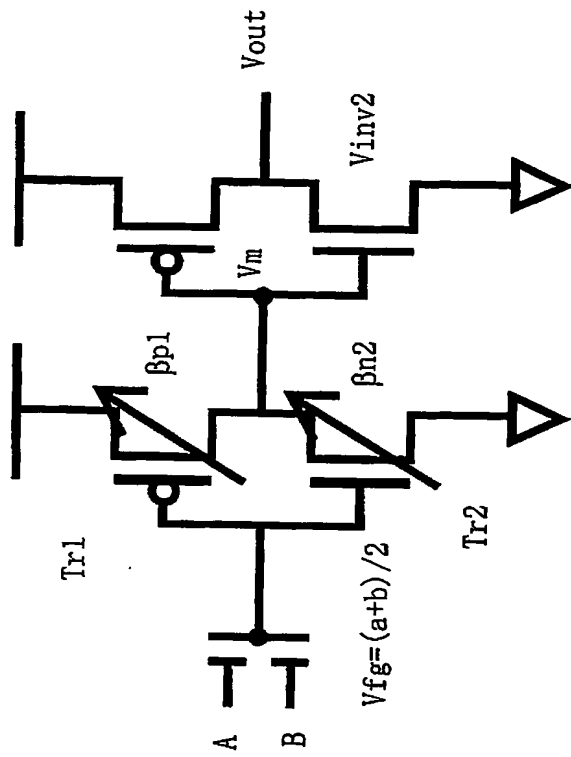 A
B
Vfg=(a+b)/2
Tr1
Tr2
βp1
βn2
Vm
Vinv2
Vout